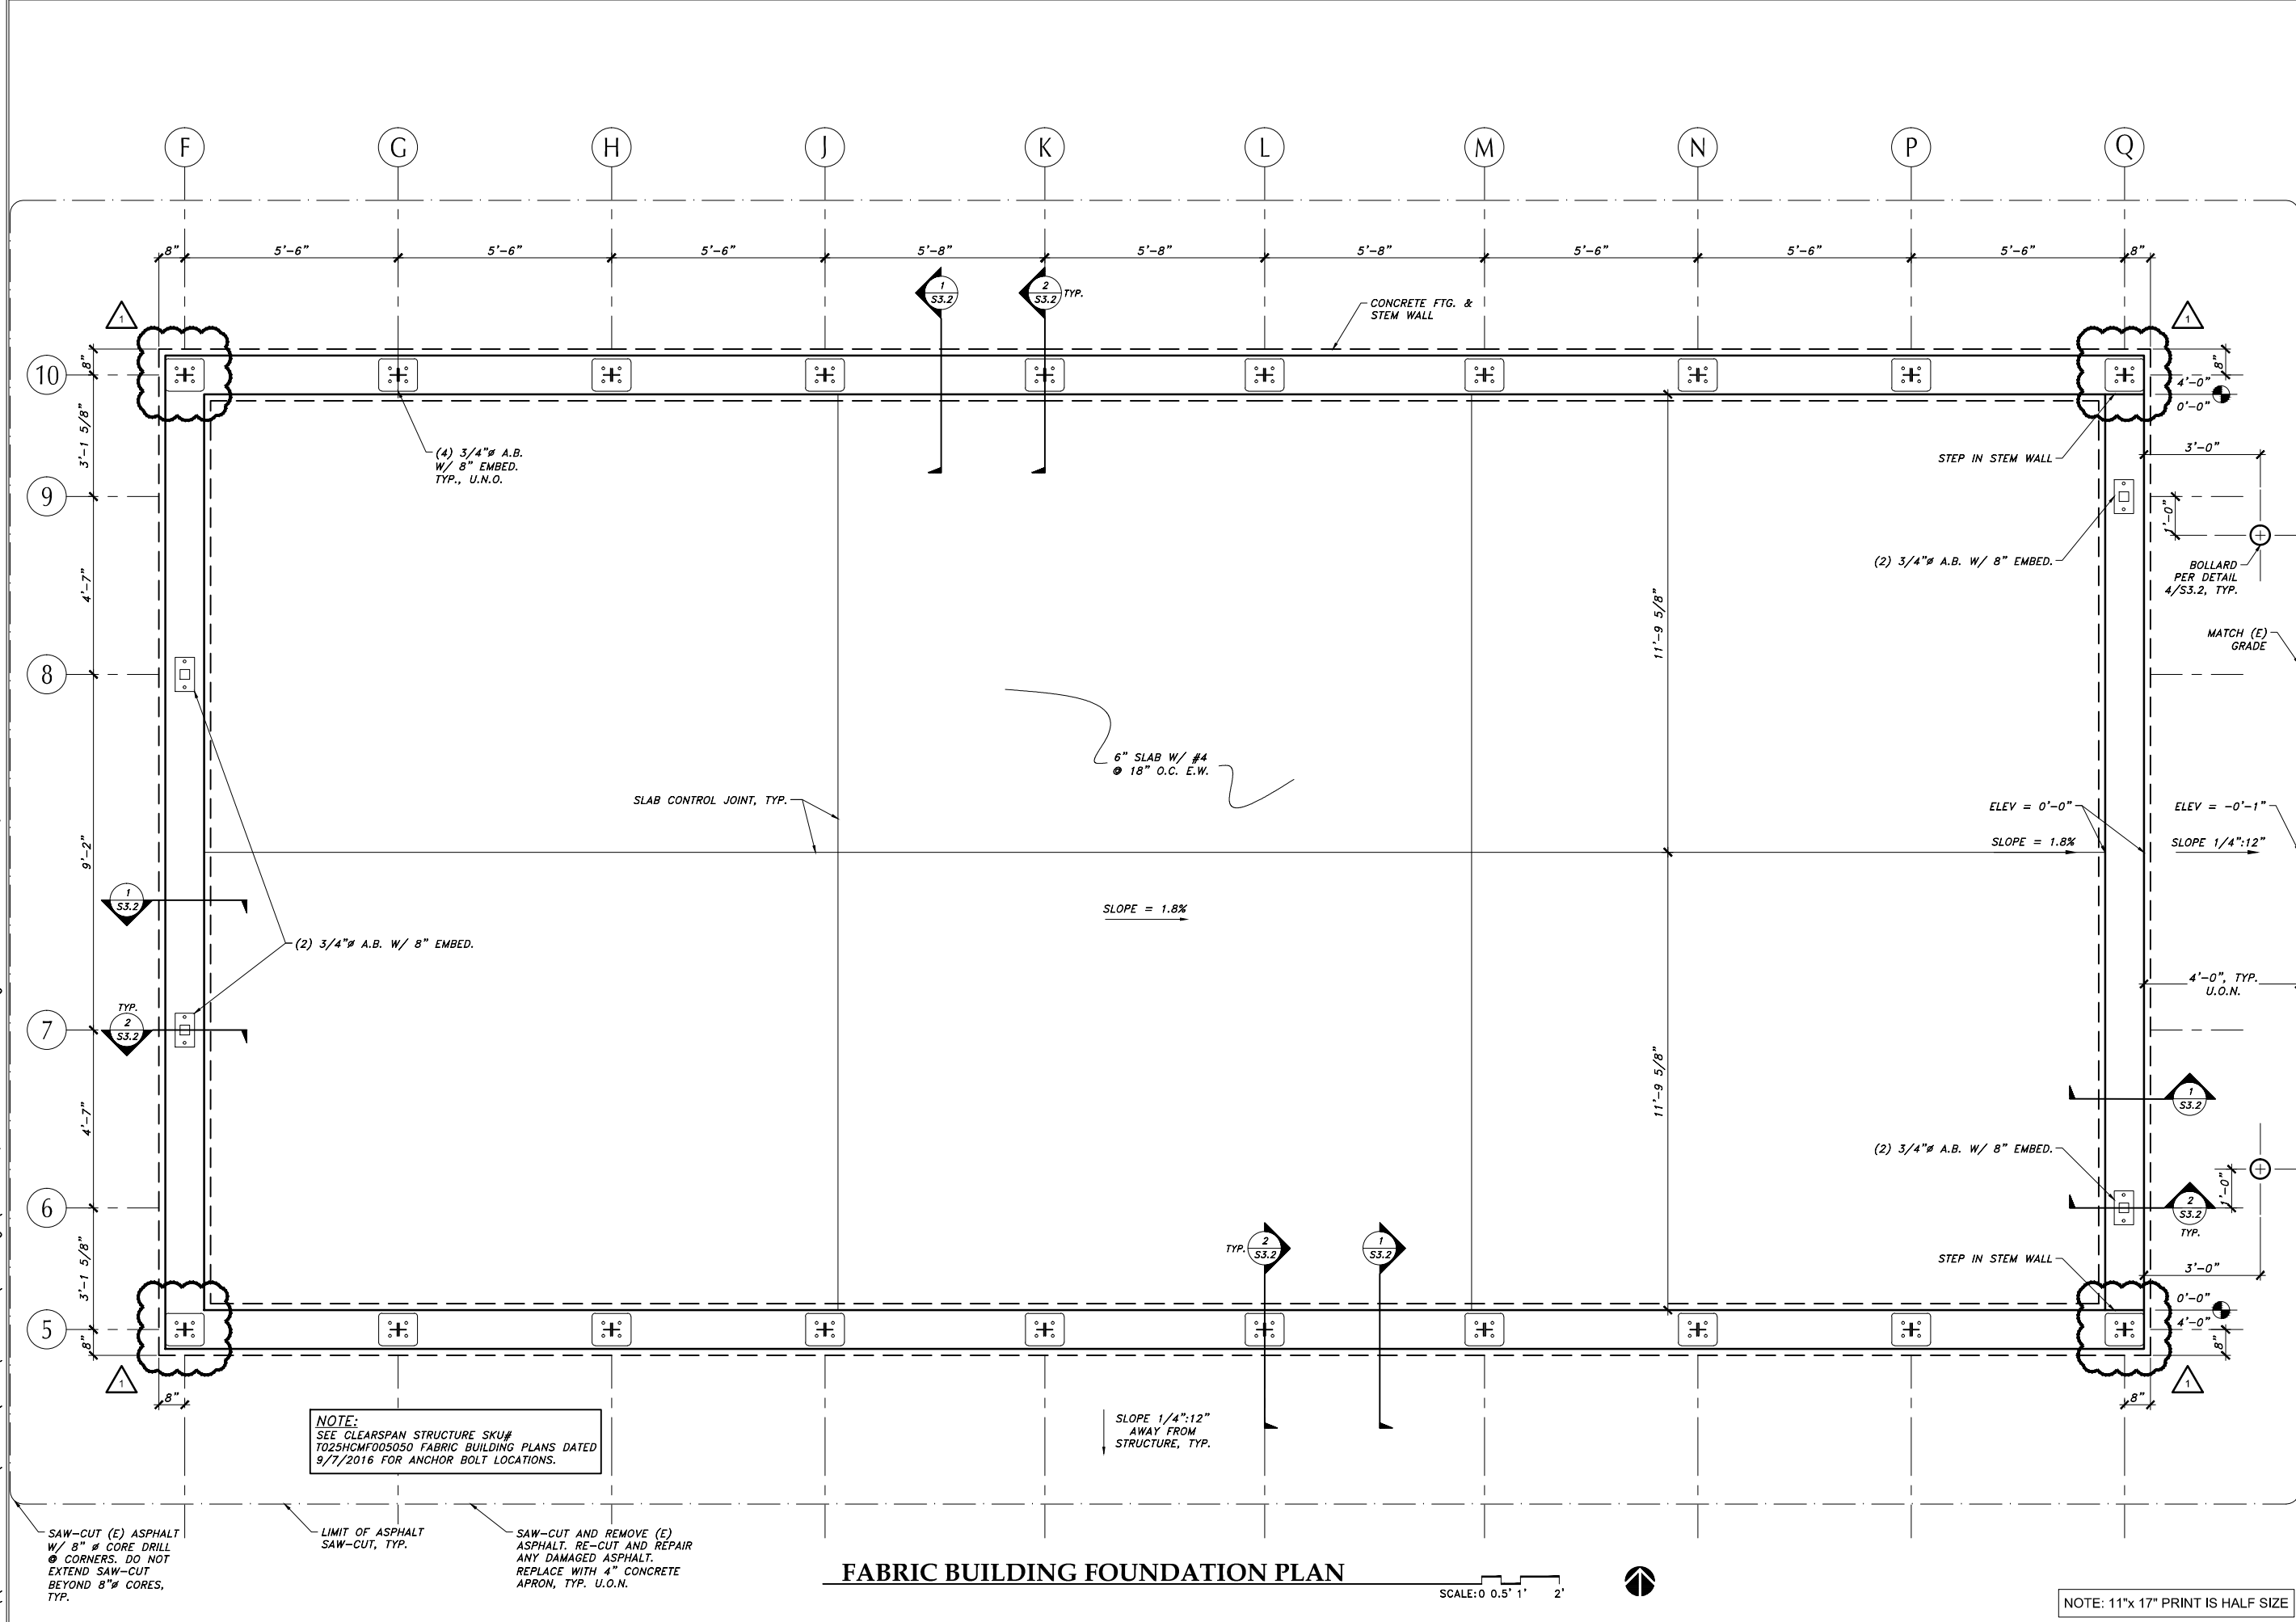 F G H J K L M N P Q
8" 5'-6" 5'-6" 5'-6" 5'-8" 5'-8" 5'-8" 5'-6" 5'-6" 5'-6" 8"
1
S3.2
2
S3.2
TYP.
CONCRETE FTG. &
STEM WALL
1
1
10
8"
8"
4'-0"
0'-0"
3'-1 5/8"
(4) 3/4"ø A.B.
W/ 8" EMBED.
TYP., U.N.O.
STEP IN STEM WALL
3'-0"
9
1'-0"
(2) 3/4"ø A.B. W/ 8" EMBED.
BOLLARD
PER DETAIL
4/S3.2, TYP.
4'-7"
11'-9 5/8"
MATCH (E)
GRADE
8
6" SLAB W/ #4
@ 18" O.C. E.W.
SLAB CONTROL JOINT, TYP.
ELEV = 0'-0"
ELEV = -0'-1"
SLOPE = 1.8%
SLOPE 1/4":12"
9'-2"
1
S3.2
SLOPE = 1.8%
(2) 3/4"ø A.B. W/ 8" EMBED.
4'-0", TYP.
U.O.N.
TYP.
2
S3.2
7
11'-9 5/8"
1
S3.2
4'-7"
(2) 3/4"ø A.B. W/ 8" EMBED.
1'-0"
6
2
S3.2
TYP.
TYP.
2
S3.2
1
S3.2
STEP IN STEM WALL
3'-0"
3'-1 5/8"
0'-0"
4'-0"
5
8"
8"
1
1
8"
8"
NOTE:
SEE CLEARSPAN STRUCTURE SKU#
T025HCMF005050 FABRIC BUILDING PLANS DATED
9/7/2016 FOR ANCHOR BOLT LOCATIONS.
SLOPE 1/4":12"
AWAY FROM
STRUCTURE, TYP.
SAW-CUT (E) ASPHALT
W/ 8" ø CORE DRILL
@ CORNERS. DO NOT
EXTEND SAW-CUT
BEYOND 8"ø CORES,
TYP.
LIMIT OF ASPHALT
SAW-CUT, TYP.
SAW-CUT AND REMOVE (E)
ASPHALT. RE-CUT AND REPAIR
ANY DAMAGED ASPHALT.
REPLACE WITH 4" CONCRETE
APRON, TYP. U.O.N.
FABRIC BUILDING FOUNDATION PLAN
SCALE:0 0.5' 1' 2'
NOTE: 11"x 17" PRINT IS HALF SIZE